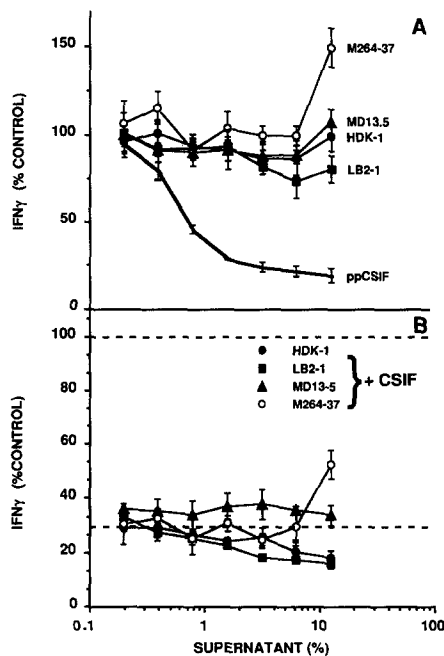 A
IFNγ (% CONTROL)
150
100
50
0
M264-37
MD13.5
HDK-1
LB2-1
ppCSIF
B
IFNγ (%CONTROL)
100
80
60
40
20
0
HDK-1
LB2-1
MD13-5
M264-37
} + CSIF
0.1
1
10
100
SUPERNATANT (%)